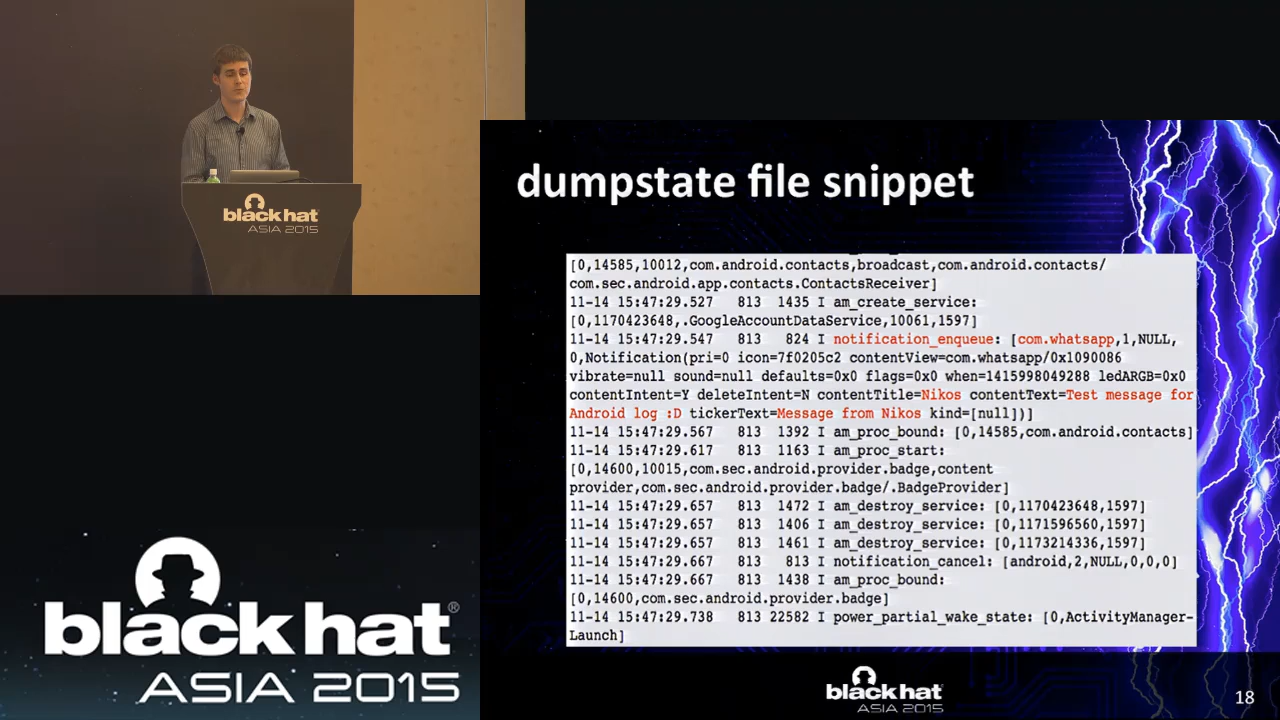 black hat
ASIA 2015
dumpstate file snippet
[0,14585,10012,com.android.contacts,broadcast,com.android.contacts/
com.sec.android.app.contacts.ContactsReceiver]
11-14 15:47:29.527 813 1435 I am_create_service:
[0,1170423648,.GoogleAccountDataService,10061,1597]
11-14 15:47:29.547 813 824 I notification_enqueue: [com.whatsapp,1,NULL,
0,Notification(pri=0 icon=7f0205c2 contentView=com.whatsapp/0x1090086
vibrate=null sound=null defaults=0x0 flags=0x0 when=1415998049288 ledARGB=0x0
contentIntent=Y deleteIntent=N contentTitle=Nikos contentText=Test message for
Android log :D tickerText=Message from Nikos kind=[null])]
11-14 15:47:29.567 813 1392 I am_proc_bound: [0,14585,com.android.contacts]
11-14 15:47:29.617 813 1163 I am_proc_start:
[0,14600,10015,com.sec.android.provider.badge,content
provider,com.sec.android.provider.badge/.BadgeProvider]
11-14 15:47:29.657 813 1472 I am_destroy_service: [0,1170423648,1597]
11-14 15:47:29.657 813 1406 I am_destroy_service: [0,1171596560,1597]
11-14 15:47:29.657 813 1461 I am_destroy_service: [0,1173214336,1597]
11-14 15:47:29.667 813 813 I notification_cancel: [android,2,NULL,0,0,0]
11-14 15:47:29.667 813 1438 I am_proc_bound:
[0,14600,com.sec.android.provider.badge]
11-14 15:47:29.738 813 22582 I power_partial_wake_state: [0,ActivityManager-
Launch]
black hat
ASIA 2015
18
black hat®
ASIA 2015